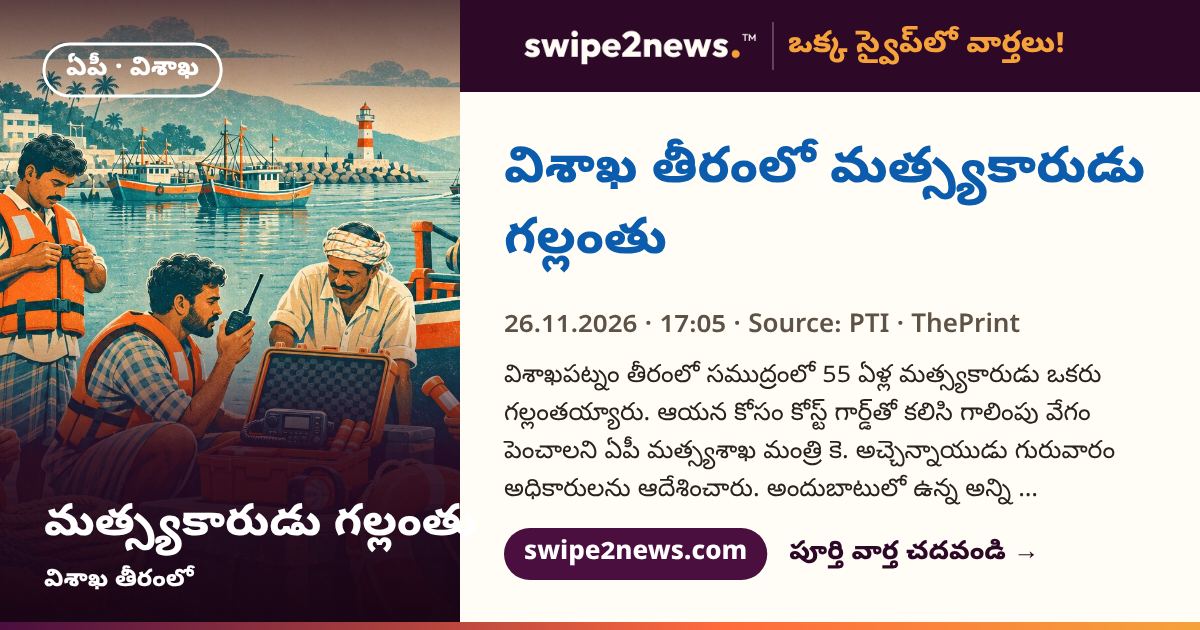 ఏపీ · విశాఖ
మత్స్యకారుడు గల్లంతు
విశాఖ తీరంలో
swipe2news.™
ఒక్క స్వైప్‌లో వార్తలు!
విశాఖ తీరంలో మత్స్యకారుడు
గల్లంతు
26.11.2026 · 17:05 · Source: PTI · ThePrint
విశాఖపట్నం తీరంలో సముద్రంలో 55 ఏళ్ల మత్స్యకారుడు ఒకరు
గల్లంతయ్యారు. ఆయన కోసం కోస్ట్ గార్డ్‌తో కలిసి గాలింపు వేగం
పెంచాలని ఏపీ మత్స్యశాఖ మంత్రి కె. అచ్చెన్నాయుడు గురువారం
అధికారులను ఆదేశించారు. అందుబాటులో ఉన్న అన్ని ...
swipe2news.com
పూర్తి వార్త చదవండి →